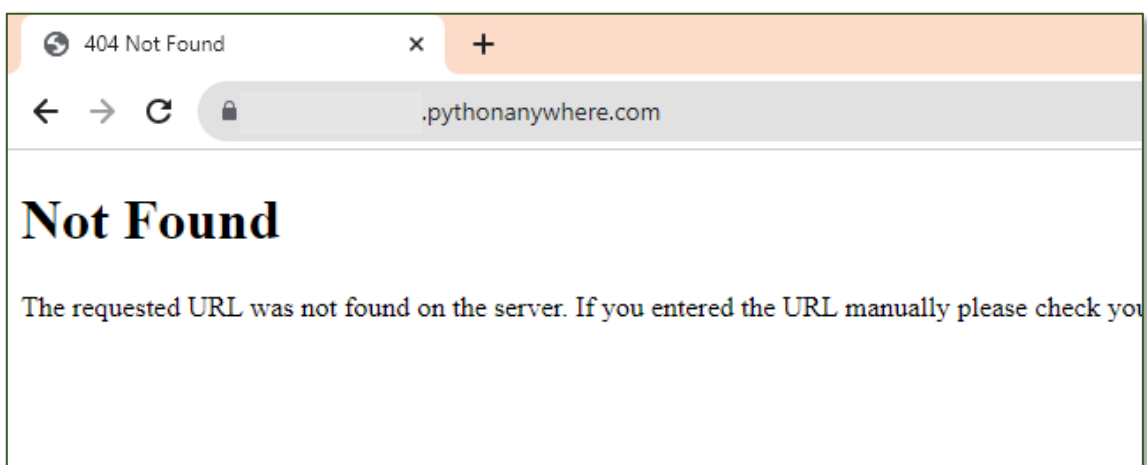 404 Not Found
.pythonanywhere.com
Not Found
The requested URL was not found on the server. If you entered the URL manually please check you